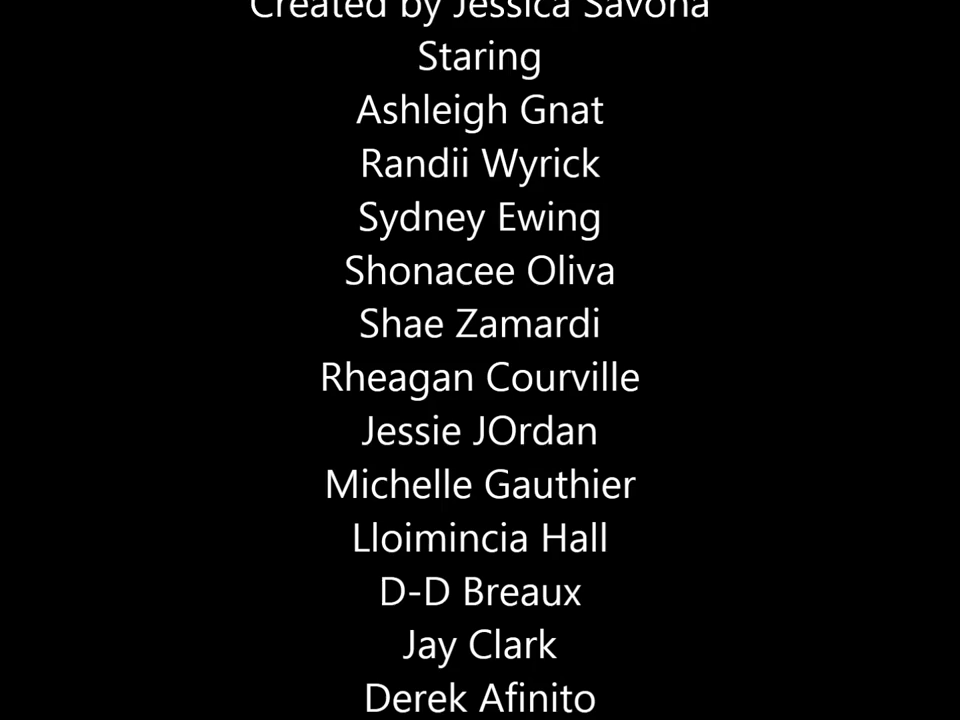 Created by Jessica Savona
Staring
Ashleigh Gnat
Randii Wyrick
Sydney Ewing
Shonacee Oliva
Shae Zamardi
Rheagan Courville
Jessie JOrdan
Michelle Gauthier
Lloimincia Hall
D-D Breaux
Jay Clark
Derek Afinito